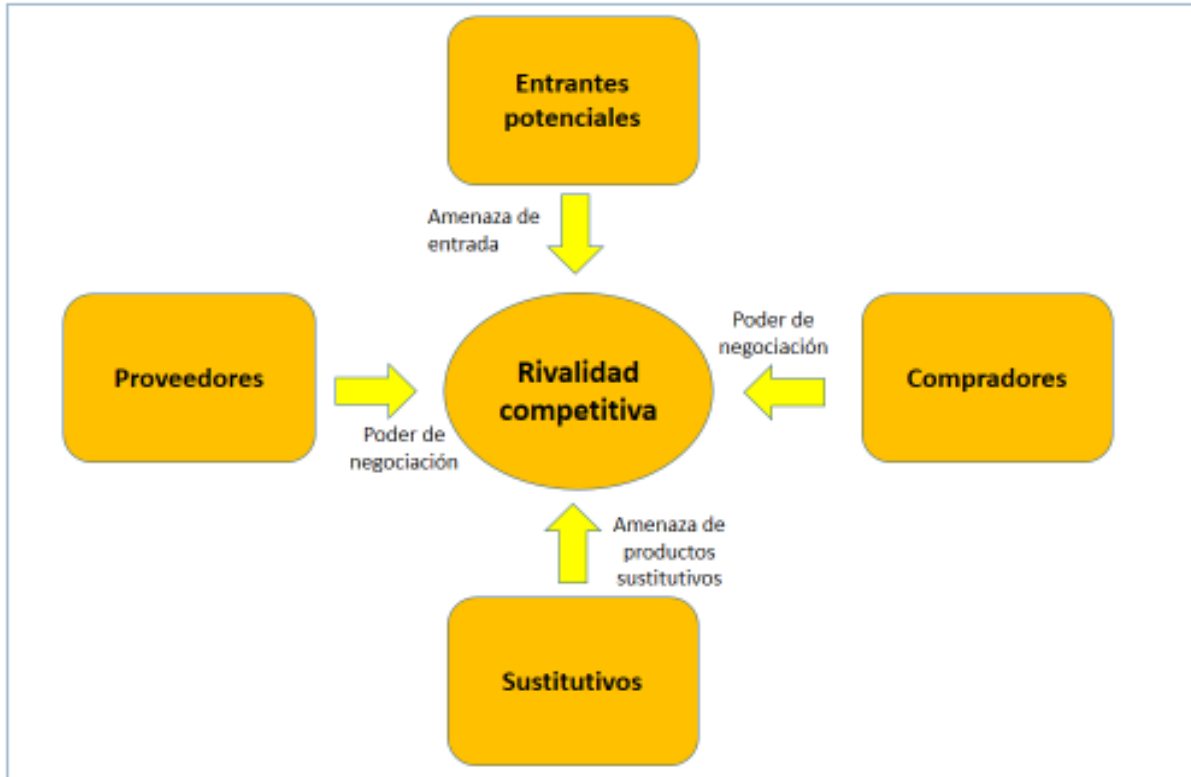 Entrantes
potenciales
Amenaza de
entrada
Proveedores
Poder de
negociación
Rivalidad
competitiva
Poder de
negociación
Compradores
Amenaza de
productos
sustitutivos
Sustitutivos